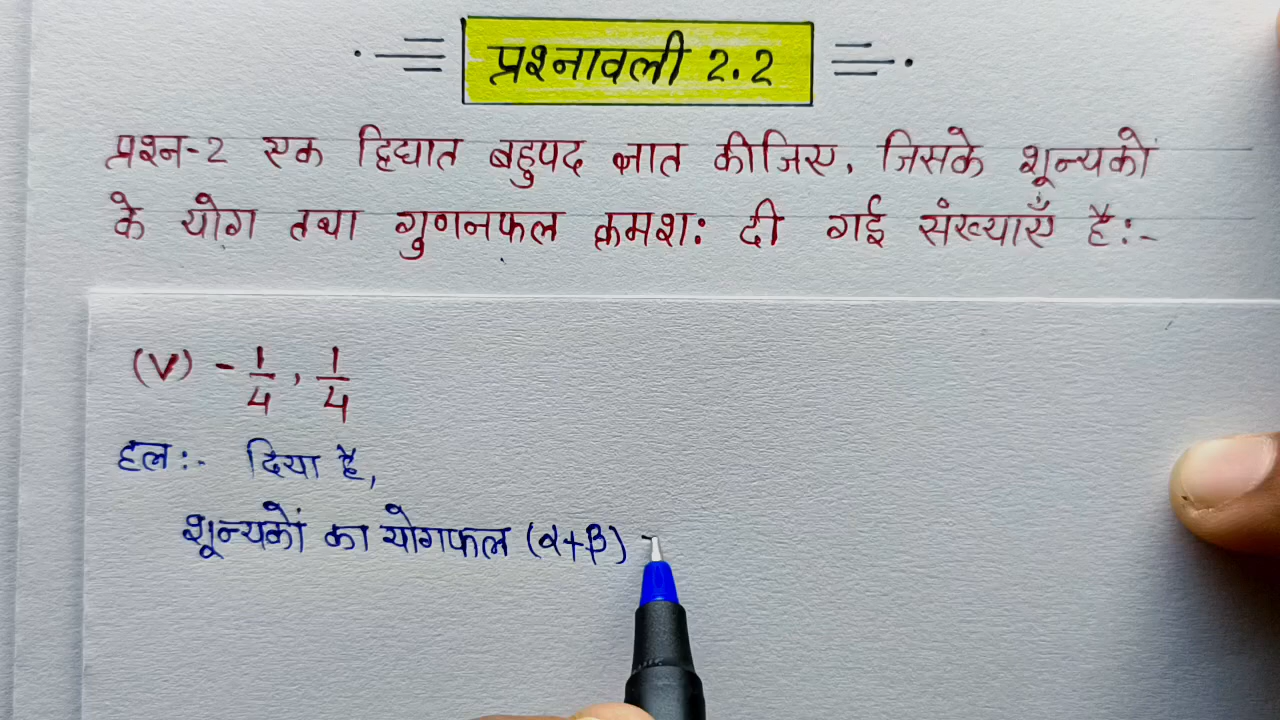 प्रश्नावली 2.2
प्रश्न-2 एक द्विघात बहुपद ज्ञात कीजिए, जिसके शून्यकों
के योग तथा गुणनफल क्रमश: दी गई संख्याएँ है:-
(V) - 1/4, 1/4
हल:- दिया है,
शून्यकों का योगफल (α+β) -